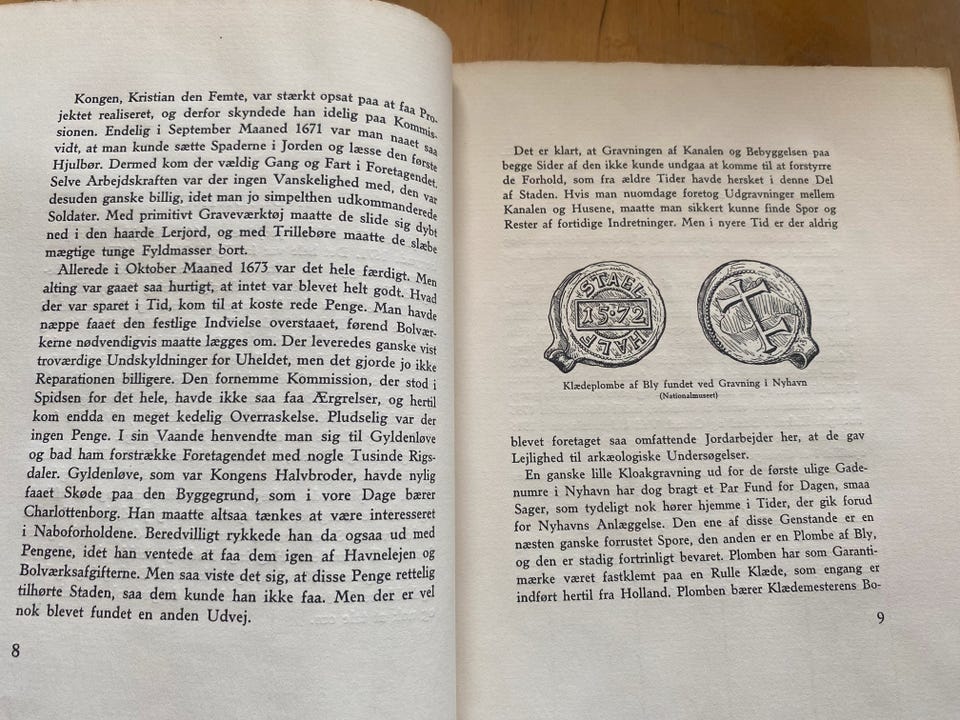 Kongen, Kristian den Femte, var stærkt opsat paa at faa Pro-
jektet realiseret, og derfor skyndede han idelig paa Kommis-
sionen. Endelig i September Maaned 1671 var man naaet saa
vidt, at man kunde sætte Spaderne i Jorden og læsse den første
Hjulbør. Dermed kom der vældig Gang og Fart i Foretagendet.
Selve Arbejdskraften var der ingen Vanskelighed med, den var
desuden ganske billig, idet man jo simpelthen udkommanderede
Soldater. Med primitivt Graveværktøj maatte de slide sig dybt
ned i den haarde Lerjord, og med Trillebøre maatte de slæbe
mægtige tunge Fyldmasser bort.
Allerede i Oktober Maaned 1673 var det hele færdigt. Men
alting var gaaet saa hurtigt, at intet var blevet helt godt. Hvad
der var sparet i Tid, kom til at koste rede Penge. Man havde
næppe faaet den festlige Indvielse overstaaet, førend Bolvær-
kerne nødvendigvis maatte lægges om. Der leveredes ganske vist
troværdige Undskyldninger for Uheldet, men det gjorde jo ikke
Reparationen billigere. Den fornemme Kommission, der stod i
Spidsen for det hele, havde ikke saa faa Ærgrelser, og hertil
kom endda en meget kedelig Overraskelse. Pludselig var der
ingen Penge. I sin Vaande henvendte man sig til Gyldenløve
og bad ham forstrække Foretagendet med nogle Tusinde Rigs-
daler. Gyldenløve, som var Kongens Halvbroder, havde nylig
faaet Skøde paa den Byggegrund, som i vore Dage bærer
Charlottenborg. Han maatte altsaa tænkes at være interesseret
i Naboforholdene. Beredvilligt rykkede han da ogsaa ud med
Pengene, idet han ventede at faa dem igen af Havnelejen og
Bolværksafgifterne. Men saa viste det sig, at disse Penge rettelig
tilhørte Staden, saa dem kunde han ikke faa. Men der er vel
nok blevet fundet en anden Udvej.
8
Det er klart, at Gravningen af Kanalen og Bebyggelsen paa
begge Sider af den ikke kunde undgaa at komme til at forstyrre
de Forhold, som fra ældre Tider havde hersket i denne Del
af Staden. Hvis man nuomdage foretog Udgravninger mellem
Kanalen og Husene, maatte man sikkert kunne finde Spor og
Rester af fortidige Indretninger. Men i nyere Tid er der aldrig
STAEL
15·72
HALF
Klædeplombe af Bly fundet ved Gravning i Nyhavn
(Nationalmuseet)
blevet foretaget saa omfattende Jordarbejder her, at de gav
Lejlighed til arkæologiske Undersøgelser.
En ganske lille Kloakgravning ud for de første ulige Gade-
numre i Nyhavn har dog bragt et Par Fund for Dagen, smaa
Sager, som tydeligt nok hører hjemme i Tider, der gik forud
for Nyhavns Anlæggelse. Den ene af disse Genstande er en
næsten ganske forrustet Spore, den anden er en Plombe af Bly,
og den er stadig fortrinligt bevaret. Plomben har som Garanti-
mærke været fastklemt paa en Rulle Klæde, som engang er
indført hertil fra Holland. Plomben bærer Klædemesterens Bo-
9